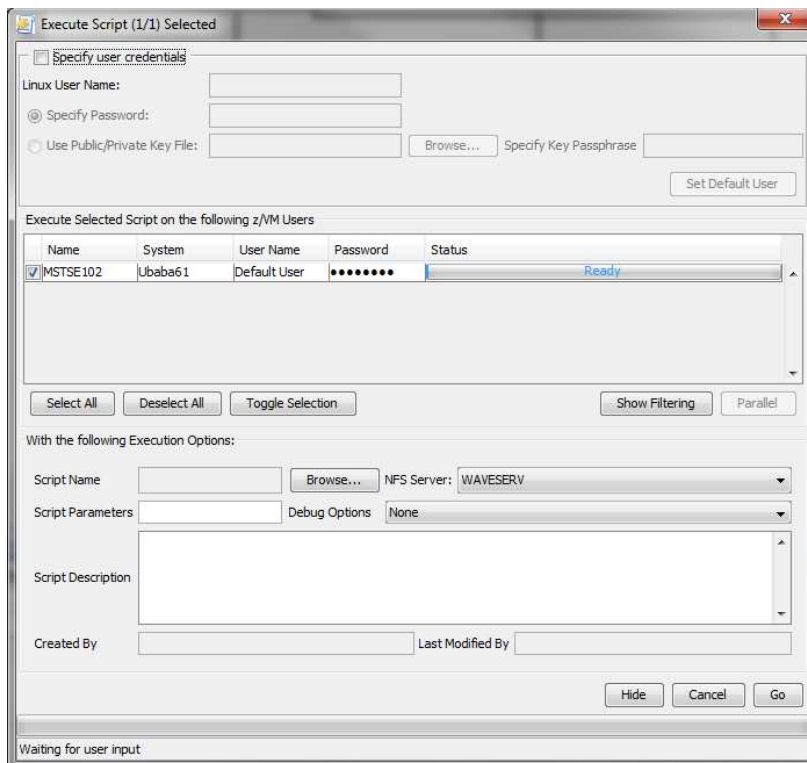 Execute Script (1/1) Selected
Specify user credentials
Linux User Name:
Specify Password:
Use Public/Private Key File: Browse... Specify Key Passphrase
Set Default User
Execute Selected Script on the following z/VM Users
Name System User Name Password Status
MSTSE102 Ubaba61 Default User ●●●●●●●● Ready
Select All Deselect All Toggle Selection Show Filtering Parallel
With the following Execution Options:
Script Name Browse... NFS Server: WAVESERV
Script Parameters Debug Options None
Script Description
Created By Last Modified By
Hide Cancel Go
Waiting for user input